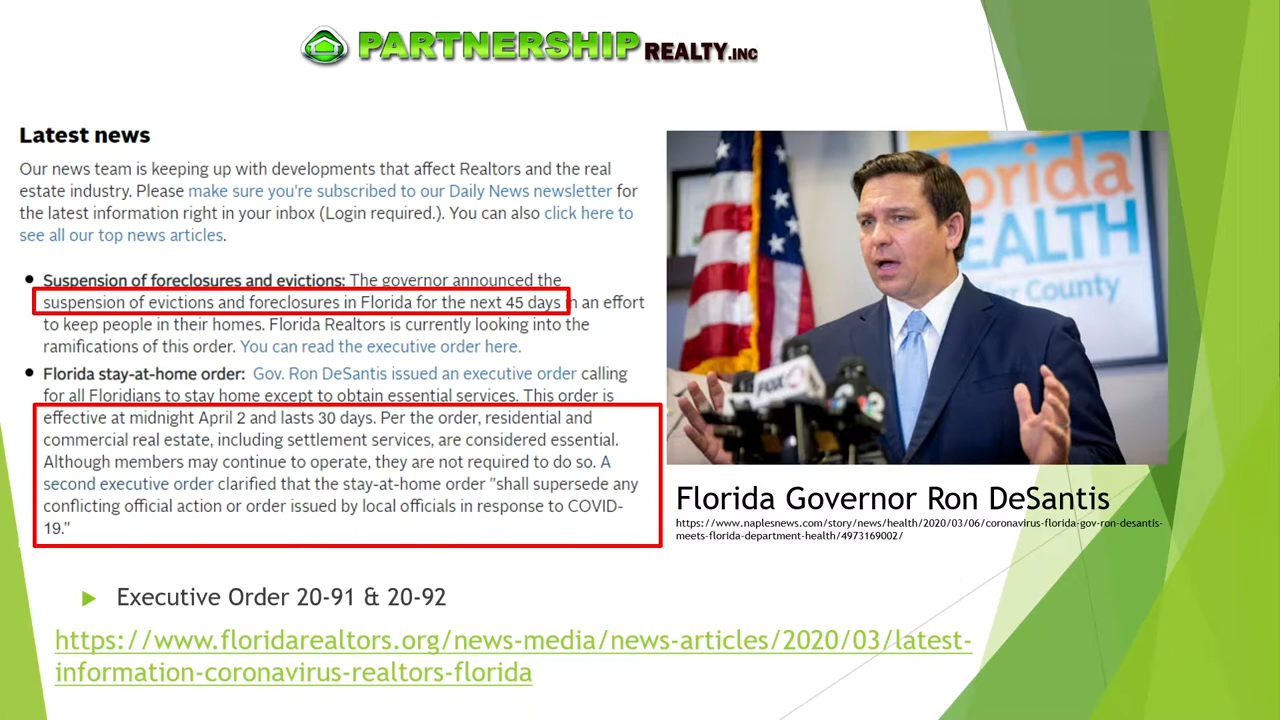 PARTNERSHIP REALTY.INC
Latest news
Our news team is keeping up with developments that affect Realtors and the real
estate industry. Please make sure you're subscribed to our Daily News newsletter for
the latest information right in your inbox (Login required.). You can also click here to
see all our top news articles.
Suspension of foreclosures and evictions: The governor announced the
suspension of evictions and foreclosures in Florida for the next 45 days in an effort
to keep people in their homes. Florida Realtors is currently looking into the
ramifications of this order. You can read the executive order here.
Florida stay-at-home order: Gov. Ron DeSantis issued an executive order calling
for all Floridians to stay home except to obtain essential services. This order is
effective at midnight April 2 and lasts 30 days. Per the order, residential and
commercial real estate, including settlement services, are considered essential.
Although members may continue to operate, they are not required to do so. A
second executive order clarified that the stay-at-home order "shall supersede any
conflicting official action or order issued by local officials in response to COVID-
19."
orida
EALTH
County
FOX
2
Florida Governor Ron DeSantis
https://www.naplesnews.com/story/news/health/2020/03/06/coronavirus-florida-gov-ron-desantis-
meets-florida-department-health/4973169002/
Executive Order 20-91 & 20-92
https://www.floridarealtors.org/news-media/news-articles/2020/03/latest-
information-coronavirus-realtors-florida